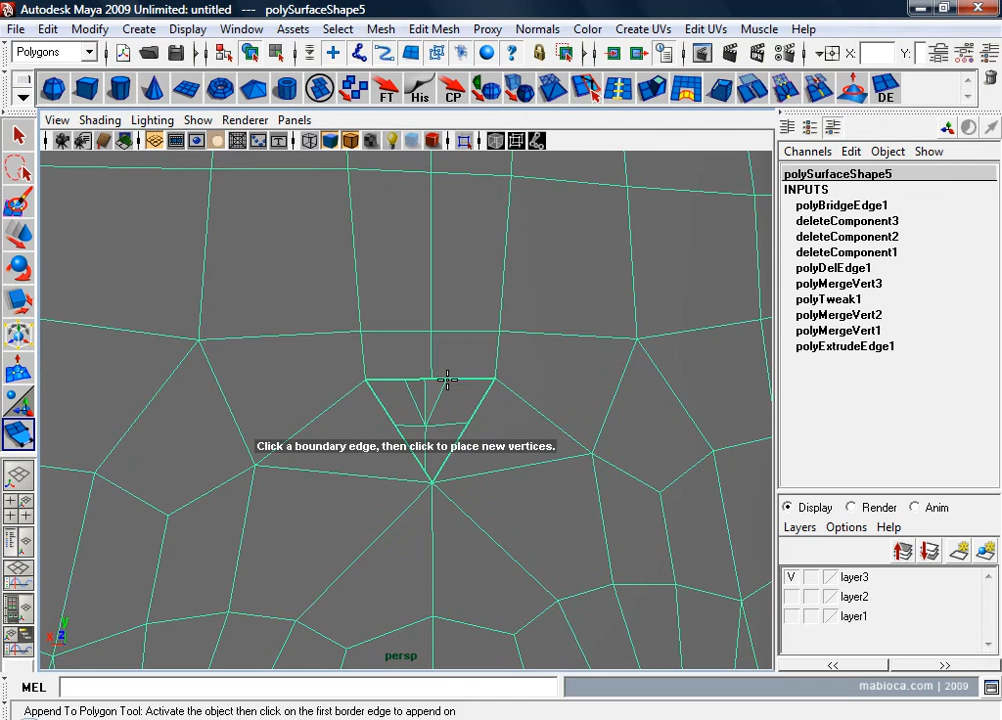 Autodesk Maya 2009 Unlimited: untitled --- polySurfaceShape5
File Edit Modify Create Display Window Assets Select Mesh Edit Mesh Proxy Normals Color Create UVs Edit UVs Muscle Help
Polygons X: Y:
FT His CP DE
View Shading Lighting Show Renderer Panels
Channels Edit Object Show
polySurfaceShape5
INPUTS
polyBridgeEdge1
deleteComponent3
deleteComponent2
deleteComponent1
polyDelEdge1
polyMergeVert3
polyTweak1
polyMergeVert2
polyMergeVert1
polyExtrudeEdge1
Click a boundary edge, then click to place new vertices.
Display Render Anim
Layers Options Help
V layer3
layer2
layer1
y
x z
persp
<< >>
MEL
mabioca.com | 2009
Append To Polygon Tool: Activate the object then click on the first border edge to append on